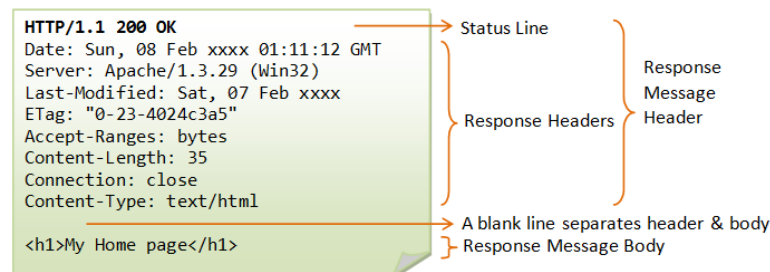 HTTP/1.1 200 OK
Date: Sun, 08 Feb xxxx 01:11:12 GMT
Server: Apache/1.3.29 (Win32)
Last-Modified: Sat, 07 Feb xxxx
ETag: "0-23-4024c3a5"
Accept-Ranges: bytes
Content-Length: 35
Connection: close
Content-Type: text/html
<h1>My Home page</h1>
Status Line
Response Headers
A blank line separates header & body
Response Message Body
Response
Message
Header